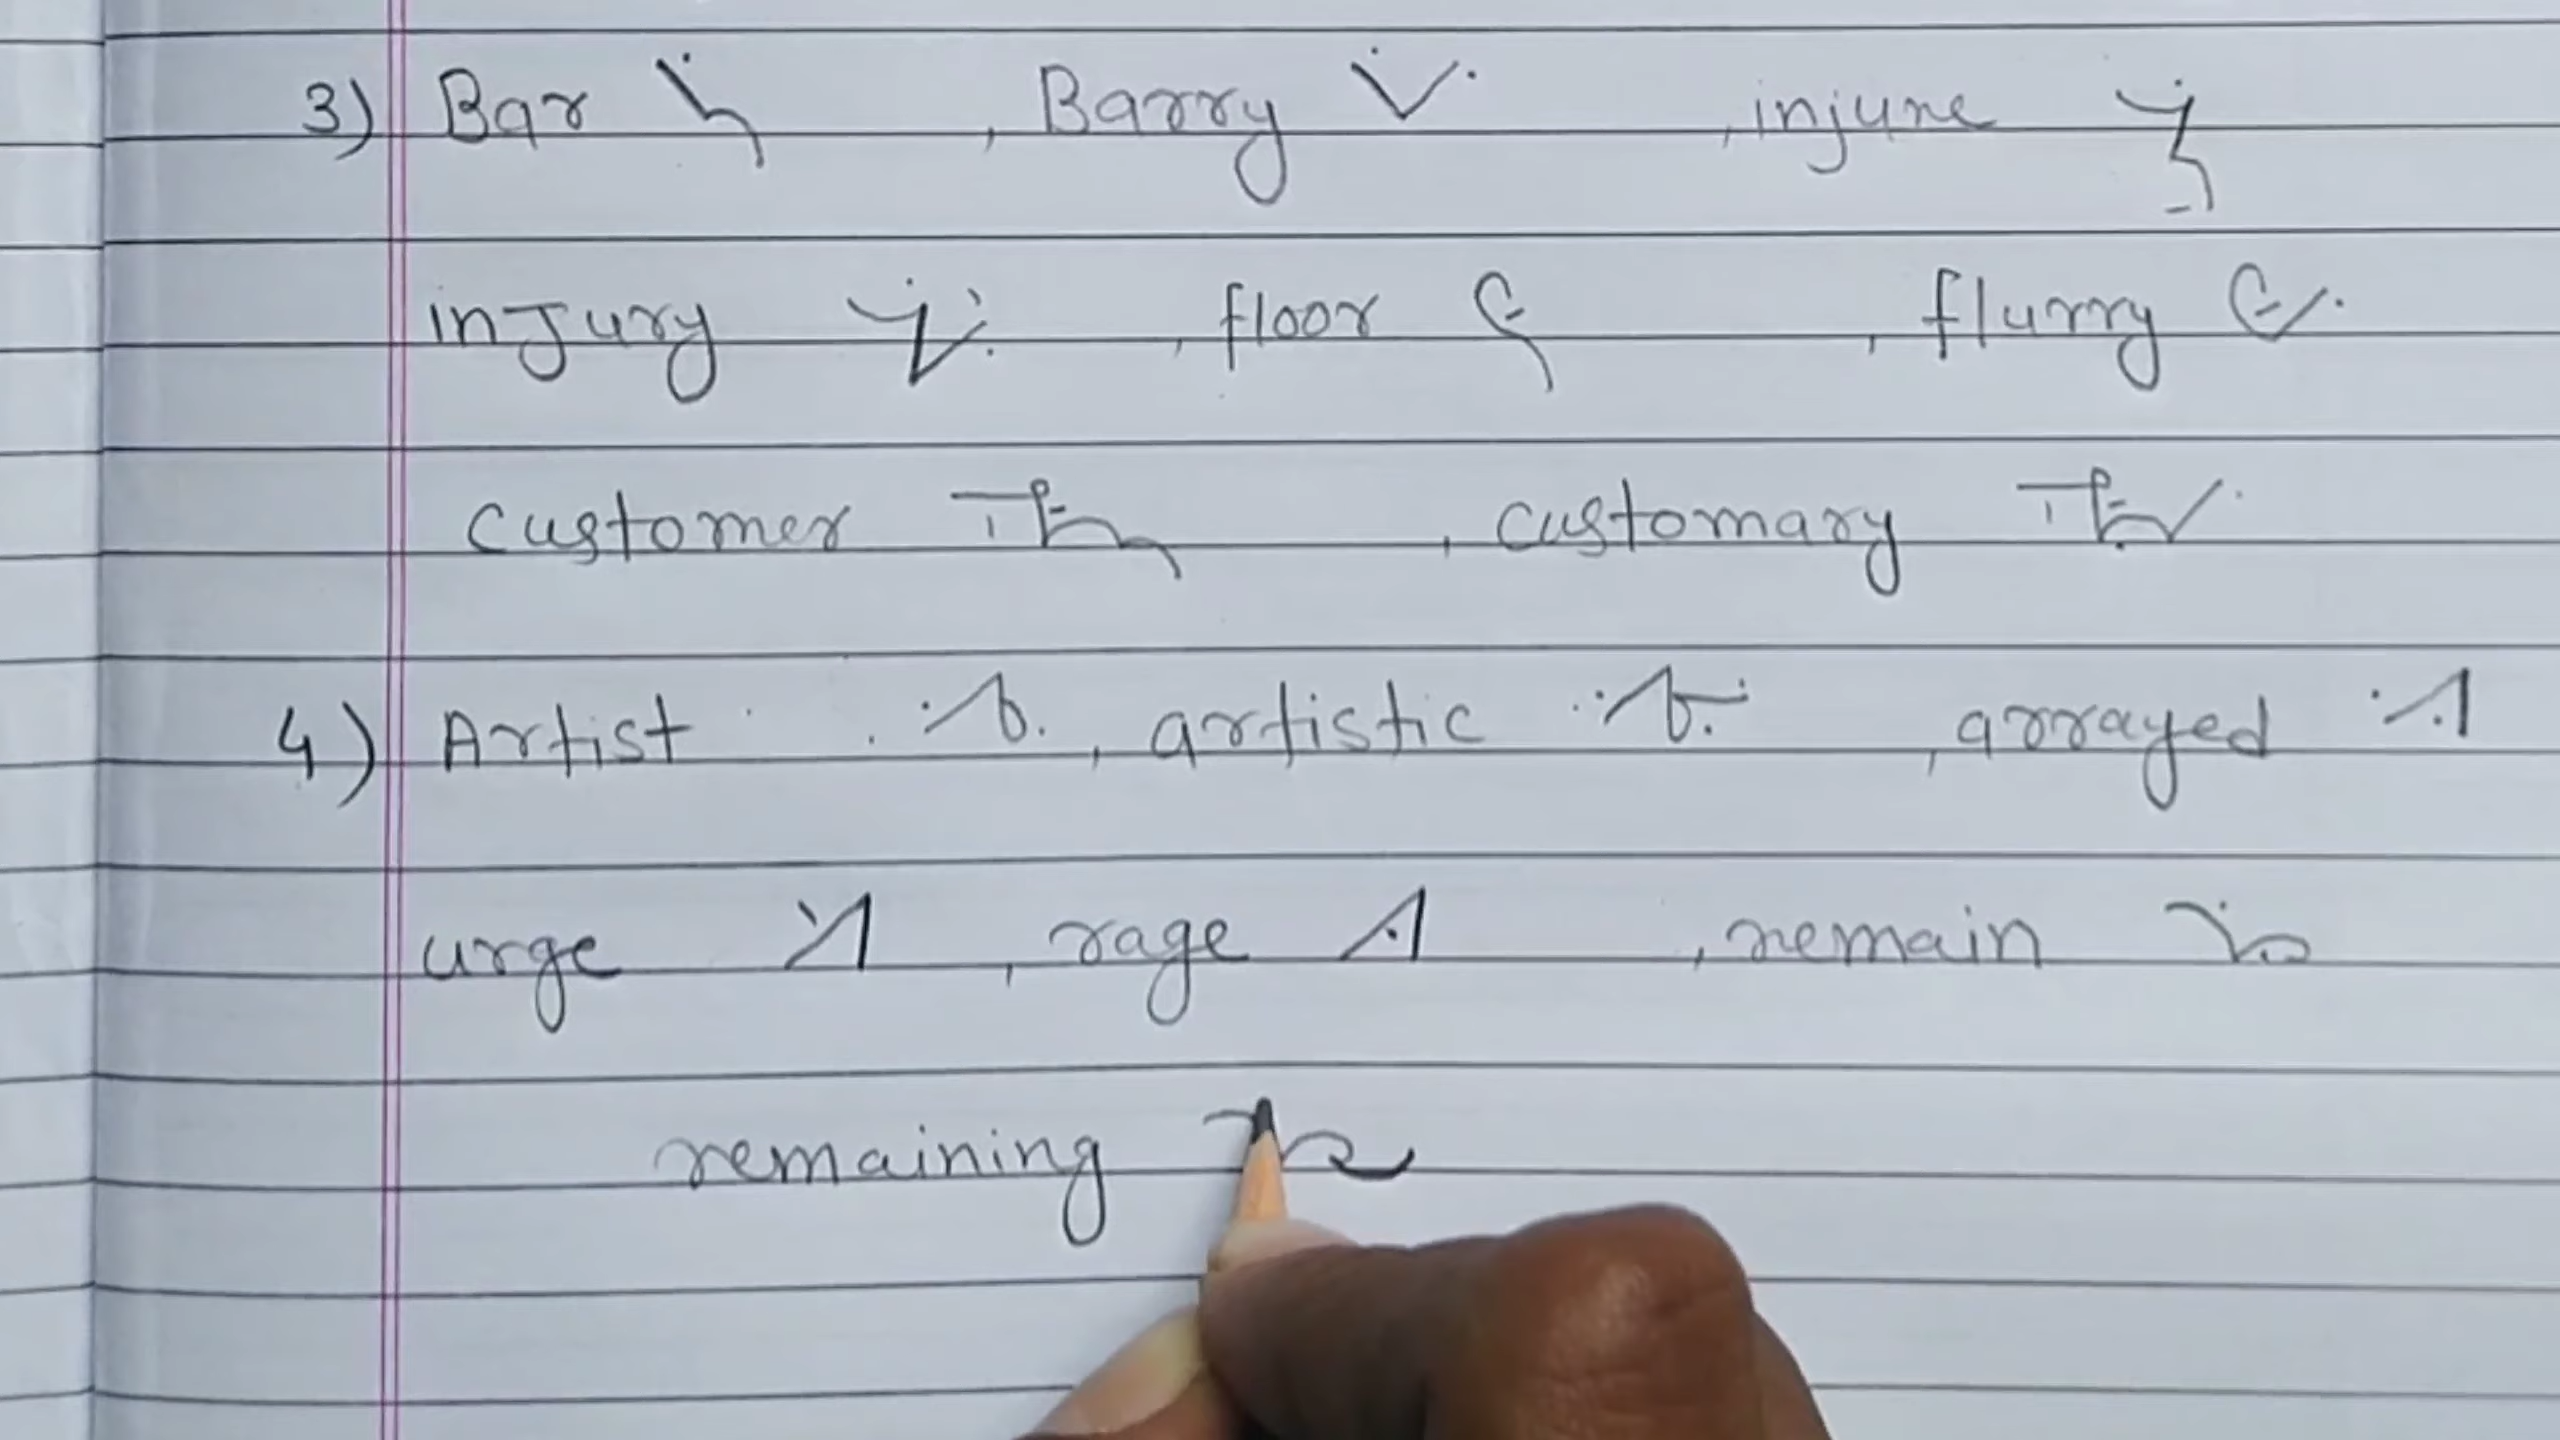 3) Bar , Barry , injure
injury , floor , flurry
customer , customary
4) Artist , artistic , arrayed
urge , rage , remain
remaining